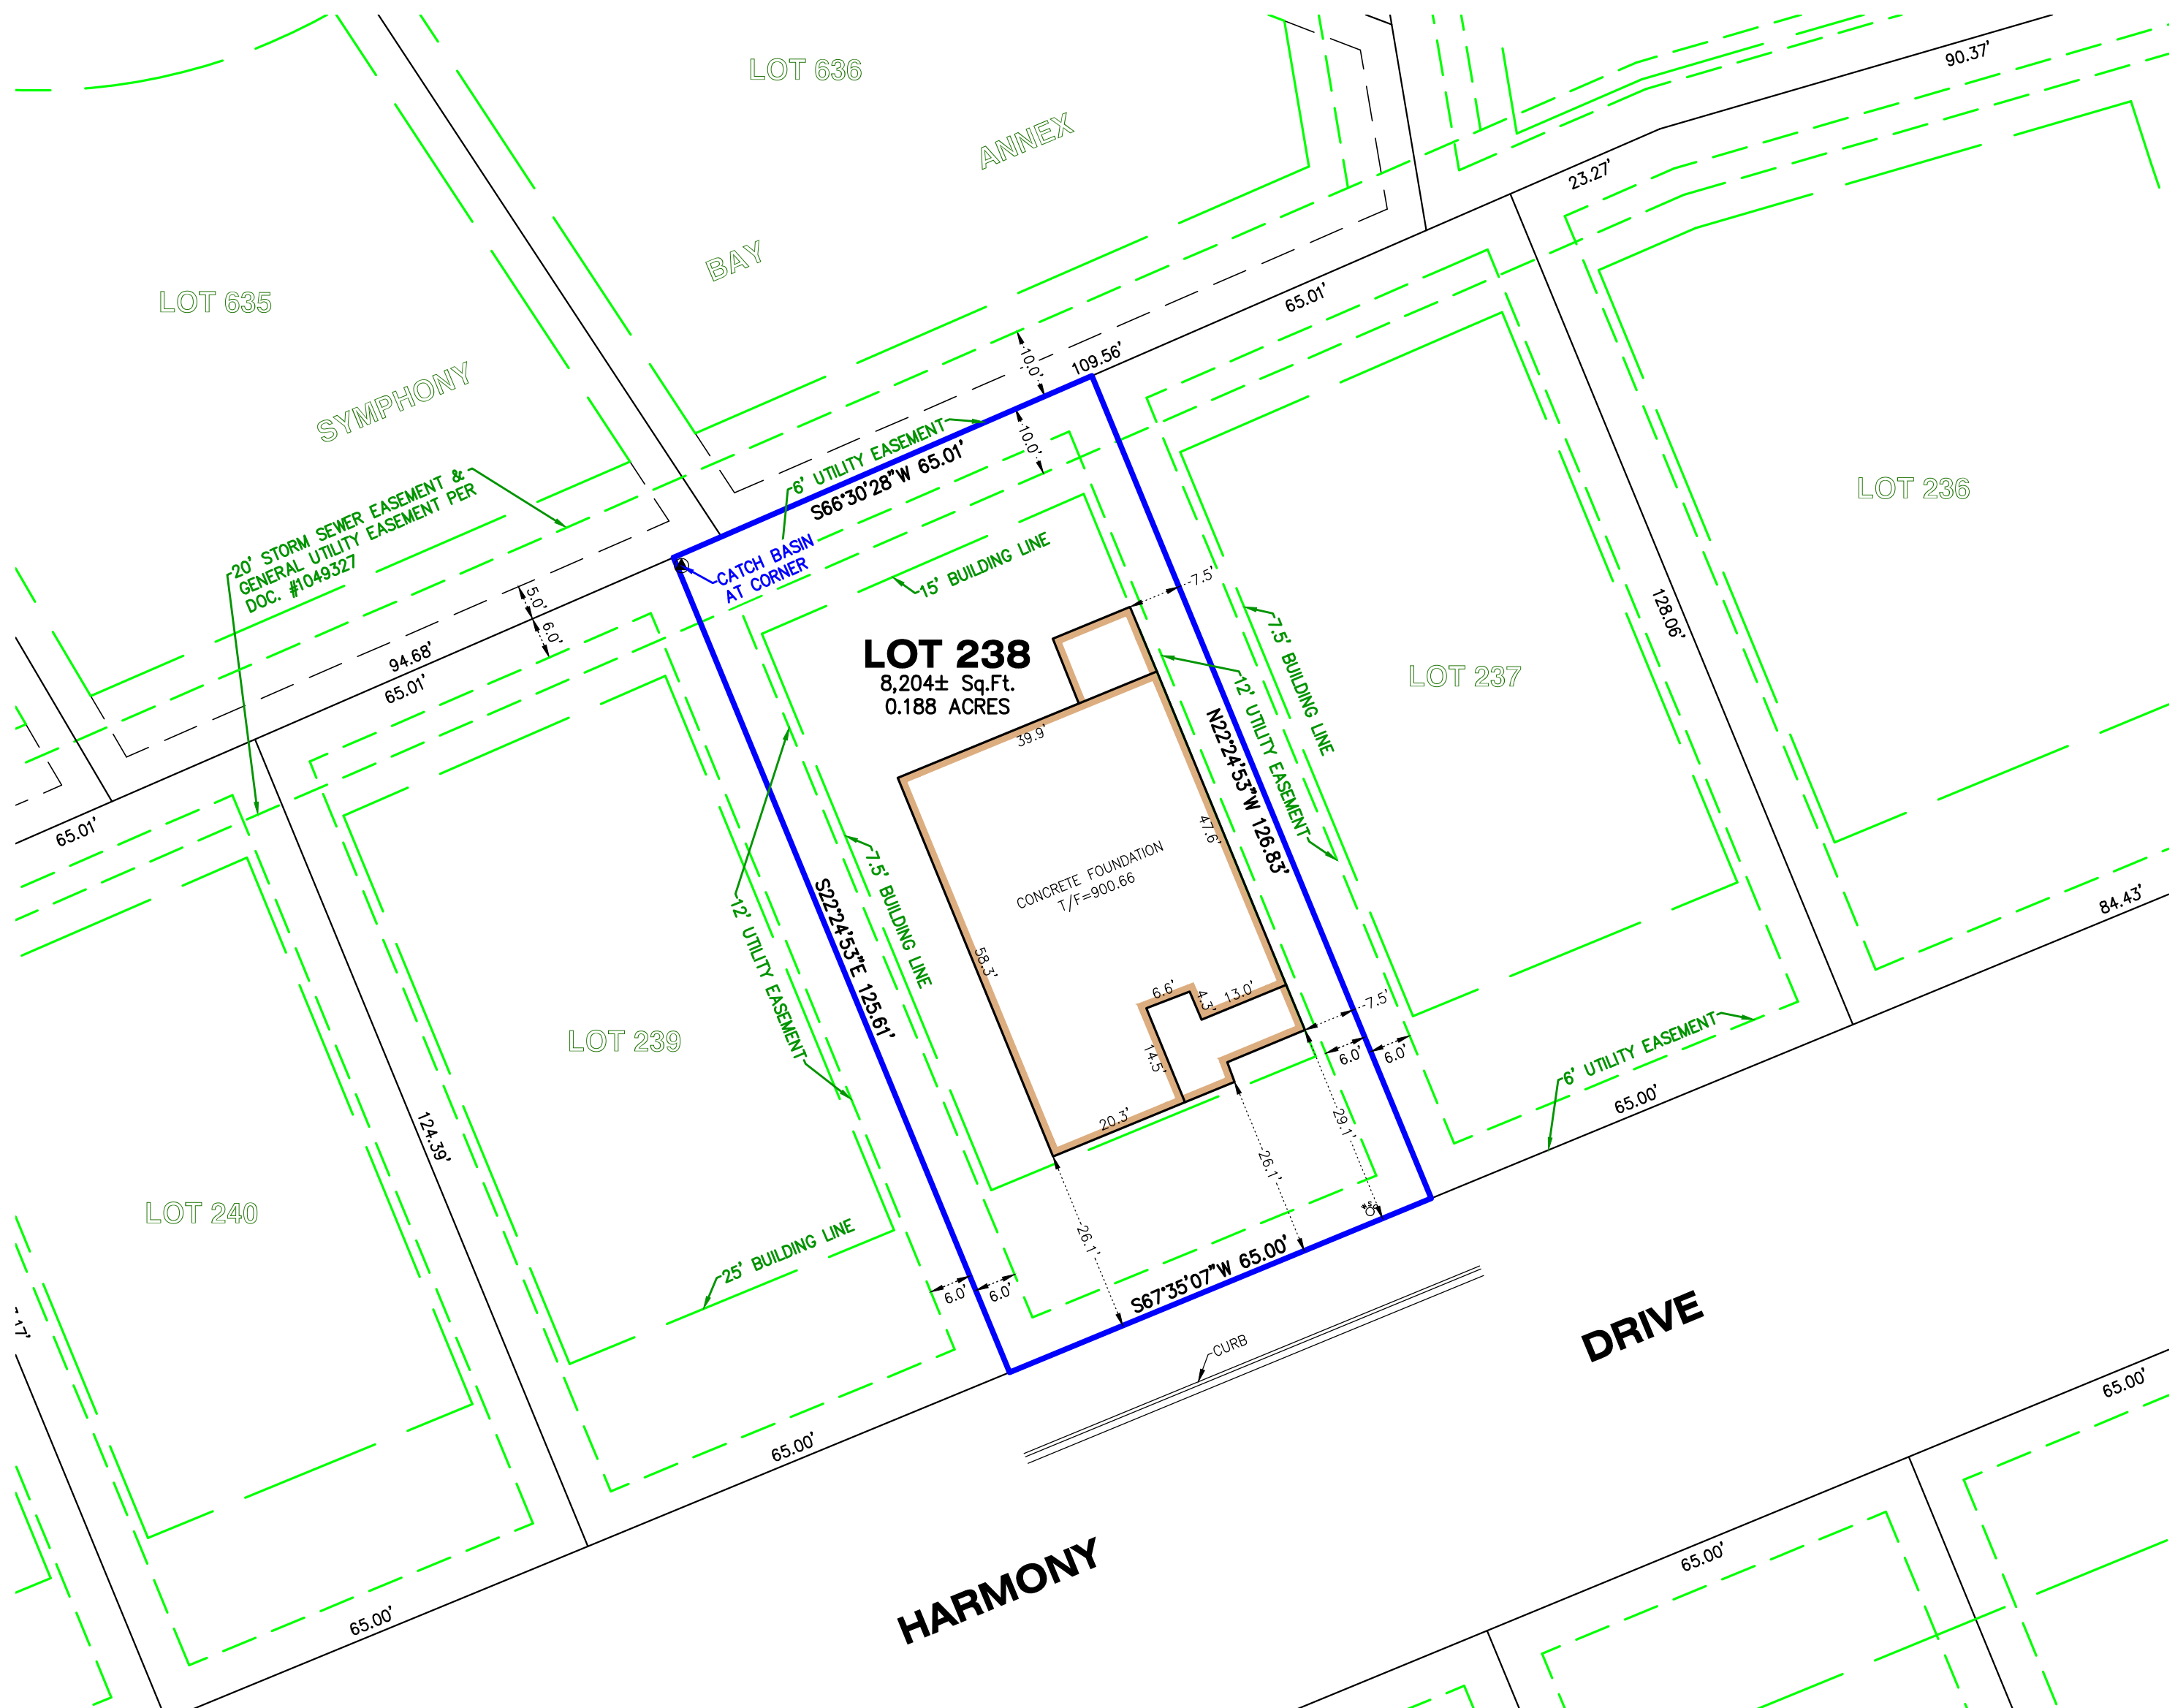 LOT 636
ANNEX
90.37'
23.27'
BAY
LOT 635
65.01'
SYMPHONY
10.0'
109.56'
6' UTILITY EASEMENT
10.0'
S66°30'28"W 65.01'
LOT 236
20' STORM SEWER EASEMENT &
GENERAL UTILITY EASEMENT PER
DOC. #1049327
CATCH BASIN
AT CORNER
15' BUILDING LINE
5.0'
6.0'
7.5'
94.68'
65.01'
LOT 238
8,204± Sq.Ft.
0.188 ACRES
7.5' BUILDING LINE
12' UTILITY EASEMENT
LOT 237
128.06'
39.9'
N22°24'53"W 126.83'
65.01'
47.6'
CONCRETE FOUNDATION
T/F=900.66
7.5' BUILDING LINE
12' UTILITY EASEMENT
S22°24'53"E 125.61'
58.3'
84.43'
6.6'
4.3'
13.0'
7.5'
LOT 239
14.5'
6.0'
6.0'
6' UTILITY EASEMENT
65.00'
20.3'
29.1'
124.39'
26.1'
LOT 240
26.1'
25' BUILDING LINE
6.0'
6.0'
S67°35'07"W 65.00'
DRIVE
CURB
65.00'
65.00'
65.00'
HARMONY
65.00'